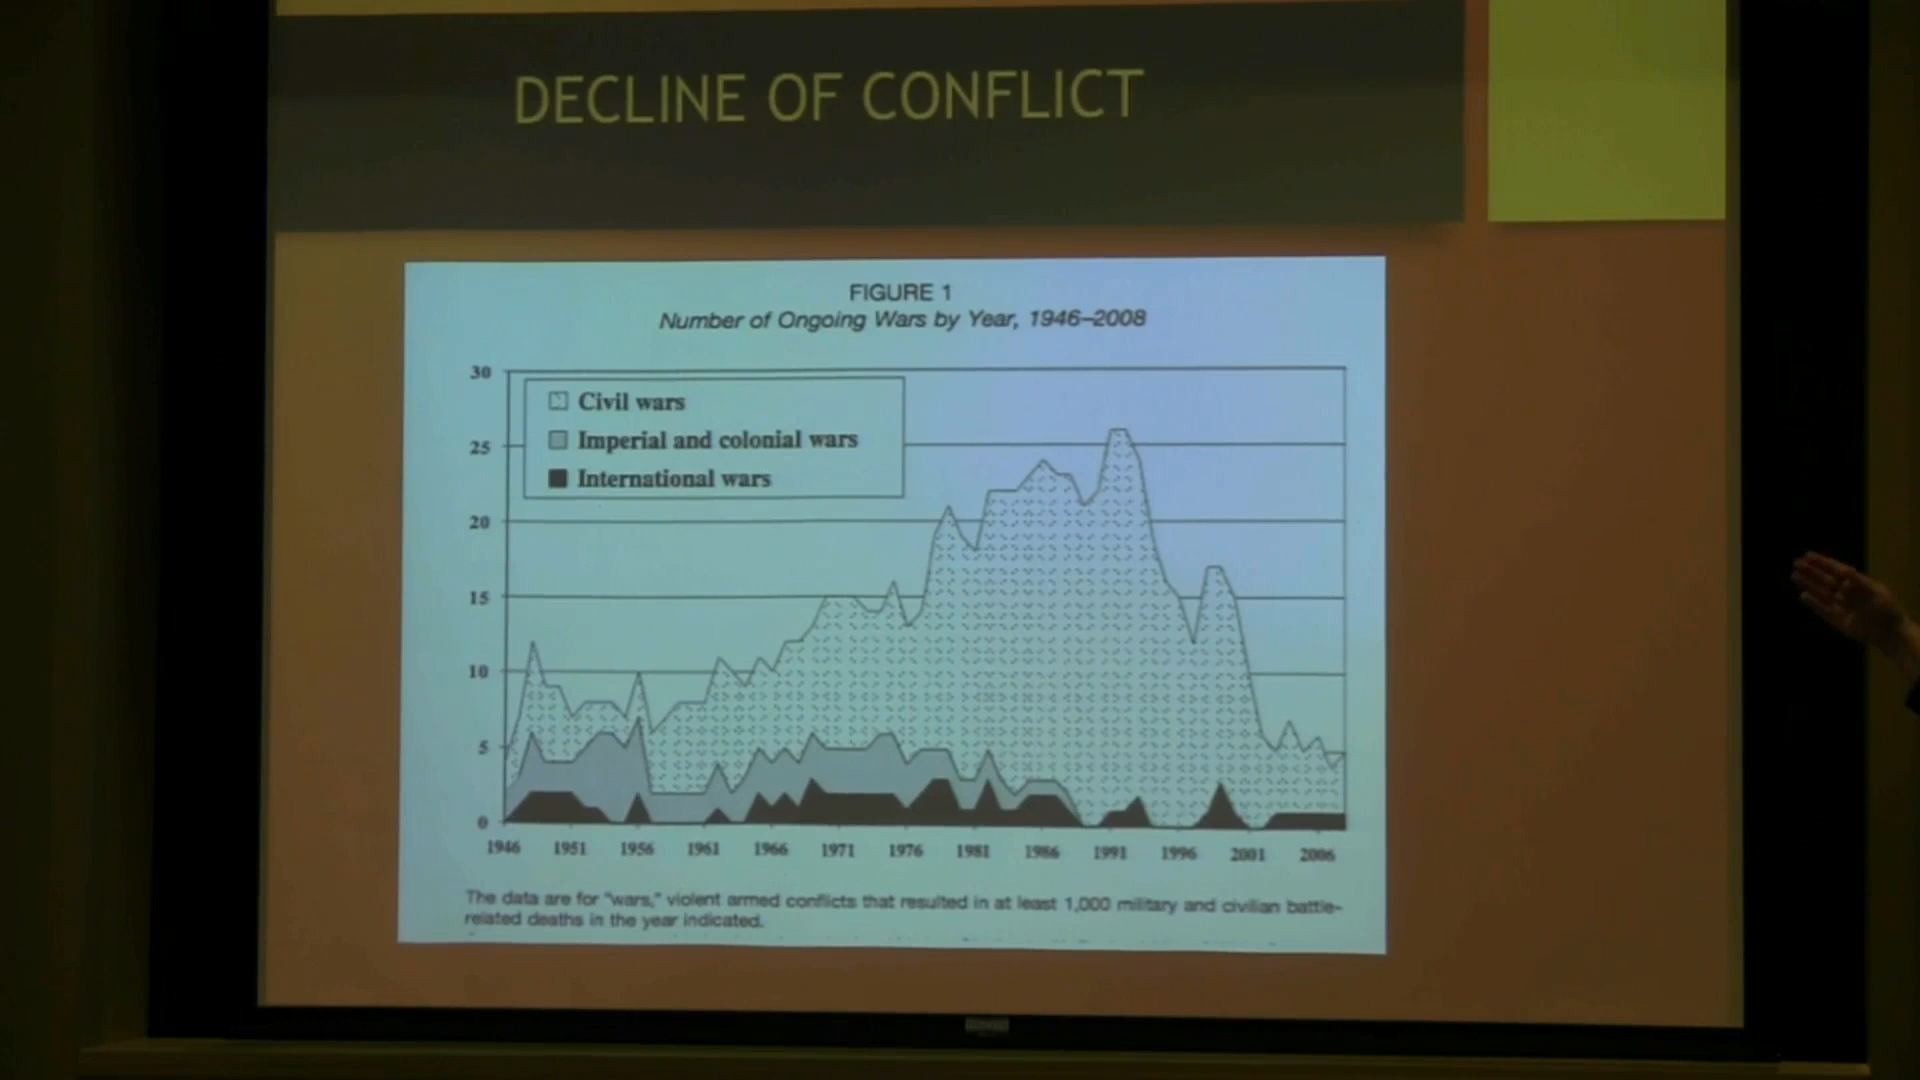 DECLINE OF CONFLICT
FIGURE 1
Number of Ongoing Wars by Year, 1946–2008
30
25
20
15
10
5
0
Civil wars
Imperial and colonial wars
International wars
1946 1951 1956 1961 1966 1971 1976 1981 1986 1991 1996 2001 2006
The data are for "wars," violent armed conflicts that resulted in at least 1,000 military and civilian battle-
related deaths in the year indicated.